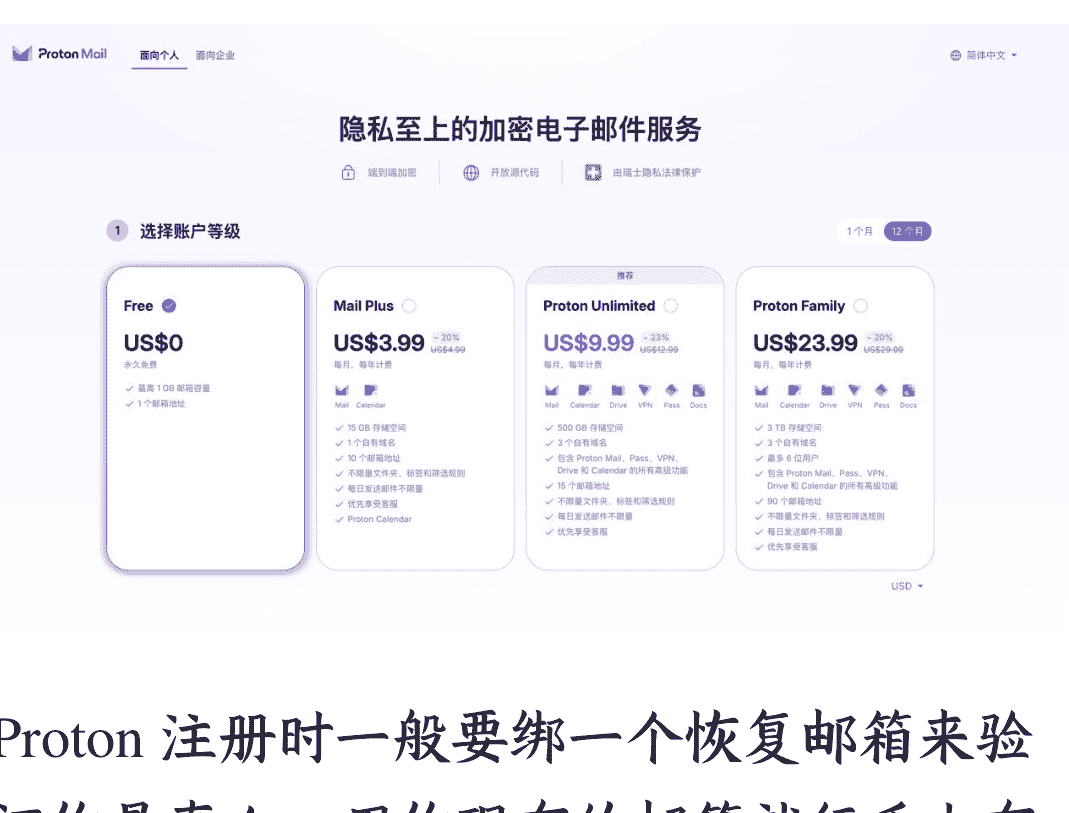 Proton Mail 面向个人 面向企业 简体中文
隐私至上的加密电子邮件服务
端到端加密 开放源代码 由瑞士隐私法律保护
1 选择账户等级 1 个月 12 个月
Free
US$0
永久免费
最高 1 GB 邮箱容量
1 个邮箱地址
Mail Plus
US$3.99 - 20% US$4.99
每月，每年计费
Mail Calendar
15 GB 存储空间
1 个自有域名
10 个邮箱地址
不限量文件夹、标签和筛选规则
每日发送邮件不限量
优先享受客服
Proton Calendar
推荐
Proton Unlimited
US$9.99 - 23% US$12.99
每月，每年计费
Mail Calendar Drive VPN Pass Docs
500 GB 存储空间
3 个自有域名
包含 Proton Mail、Pass、VPN、
Drive 和 Calendar 的所有高级功能
15 个邮箱地址
不限量文件夹、标签和筛选规则
每日发送邮件不限量
优先享受客服
Proton Family
US$23.99 - 20% US$29.99
每月，每年计费
Mail Calendar Drive VPN Pass Docs
3 TB 存储空间
3 个自有域名
最多 6 位用户
包含 Proton Mail、Pass、VPN、
Drive 和 Calendar 的所有高级功能
90 个邮箱地址
不限量文件夹、标签和筛选规则
每日发送邮件不限量
优先享受客服
USD
Proton 注册时一般要绑一个恢复邮箱来验